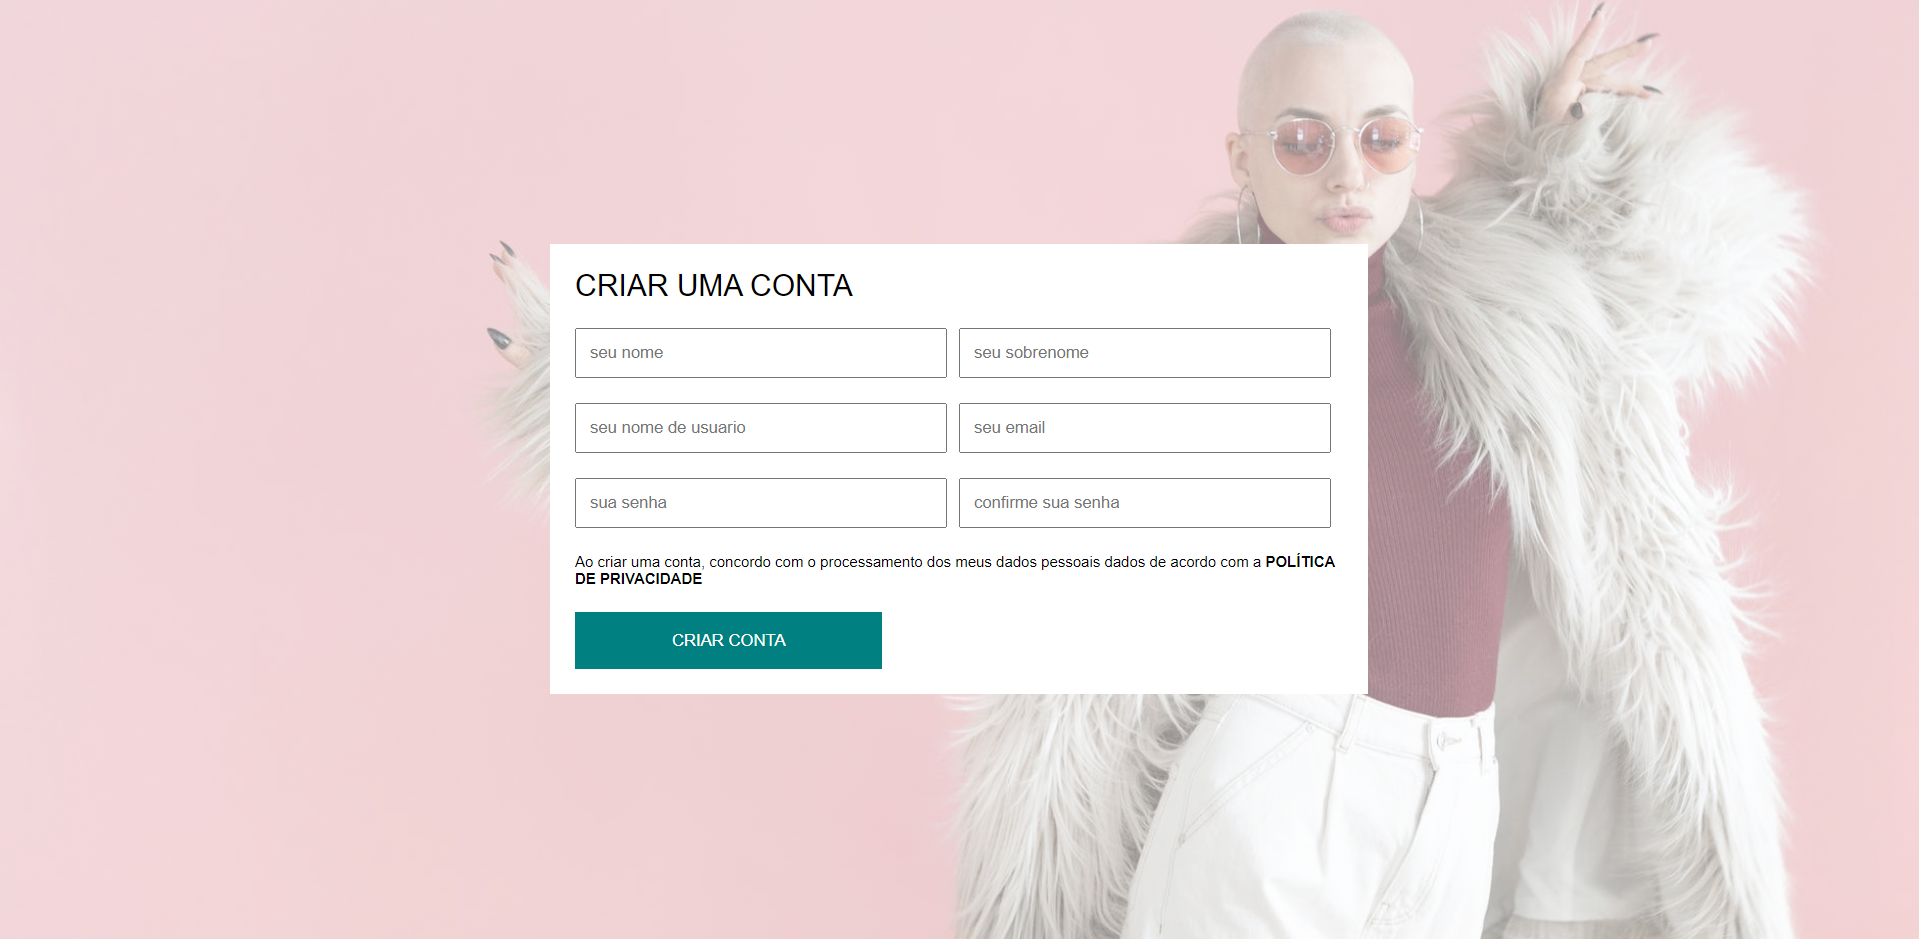 CRIAR UMA CONTA
seu nome
seu sobrenome
seu nome de usuario
seu email
sua senha
confirme sua senha
Ao criar uma conta, concordo com o processamento dos meus dados pessoais dados de acordo com a POLÍTICA
DE PRIVACIDADE
CRIAR CONTA